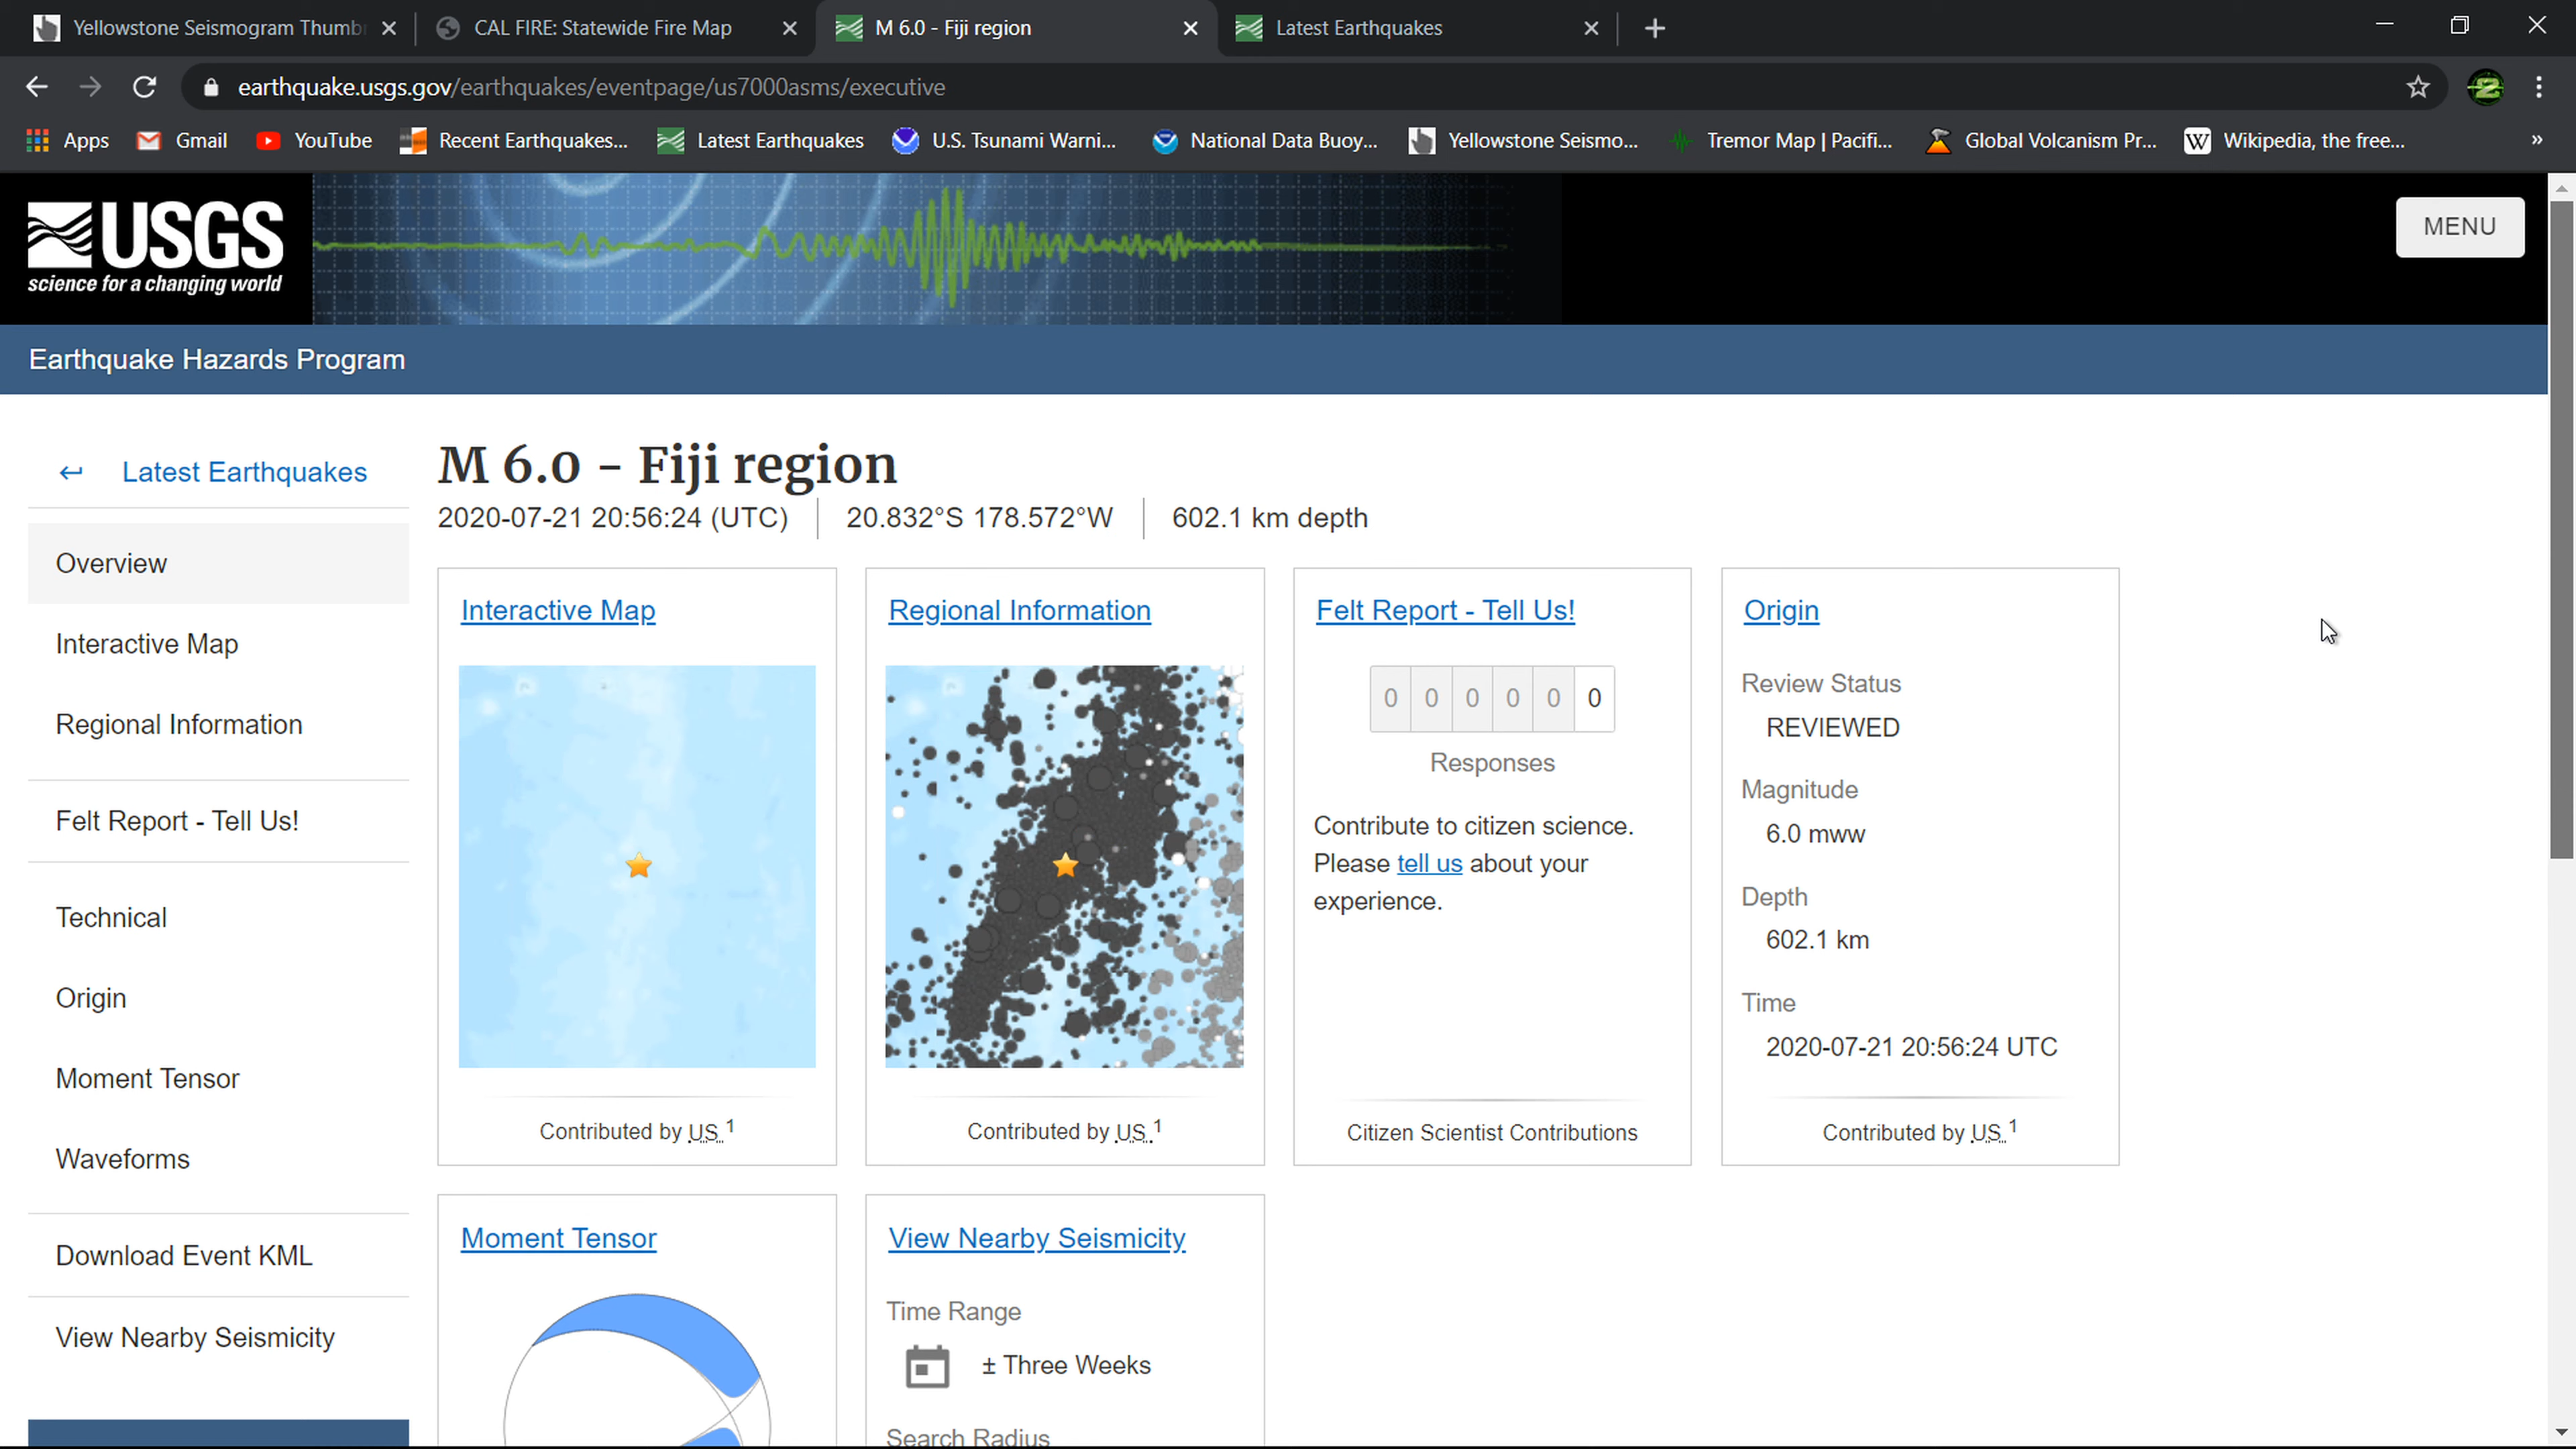 Yellowstone Seismogram Thumb
CAL FIRE: Statewide Fire Map
M 6.0 - Fiji region
Latest Earthquakes
earthquake.usgs.gov/earthquakes/eventpage/us7000asms/executive
Apps
Gmail
YouTube
Recent Earthquakes...
Latest Earthquakes
U.S. Tsunami Warni...
National Data Buoy...
Yellowstone Seismo...
Tremor Map | Pacifi...
Global Volcanism Pr...
W
Wikipedia, the free...
»
USGS
science for a changing world
MENU
Earthquake Hazards Program
Latest Earthquakes
Overview
Interactive Map
Regional Information
Felt Report - Tell Us!
Technical
Origin
Moment Tensor
Waveforms
Download Event KML
View Nearby Seismicity
M 6.0 - Fiji region
2020-07-21 20:56:24 (UTC) | 20.832°S 178.572°W | 602.1 km depth
Interactive Map
Contributed by US 1
Regional Information
Contributed by US 1
Felt Report - Tell Us!
0 0 0 0 0 0
Responses
Contribute to citizen science.
Please tell us about your
experience.
Citizen Scientist Contributions
Origin
Review Status
REVIEWED
Magnitude
6.0 mww
Depth
602.1 km
Time
2020-07-21 20:56:24 UTC
Contributed by US 1
Moment Tensor
View Nearby Seismicity
Time Range
± Three Weeks
Search Radius